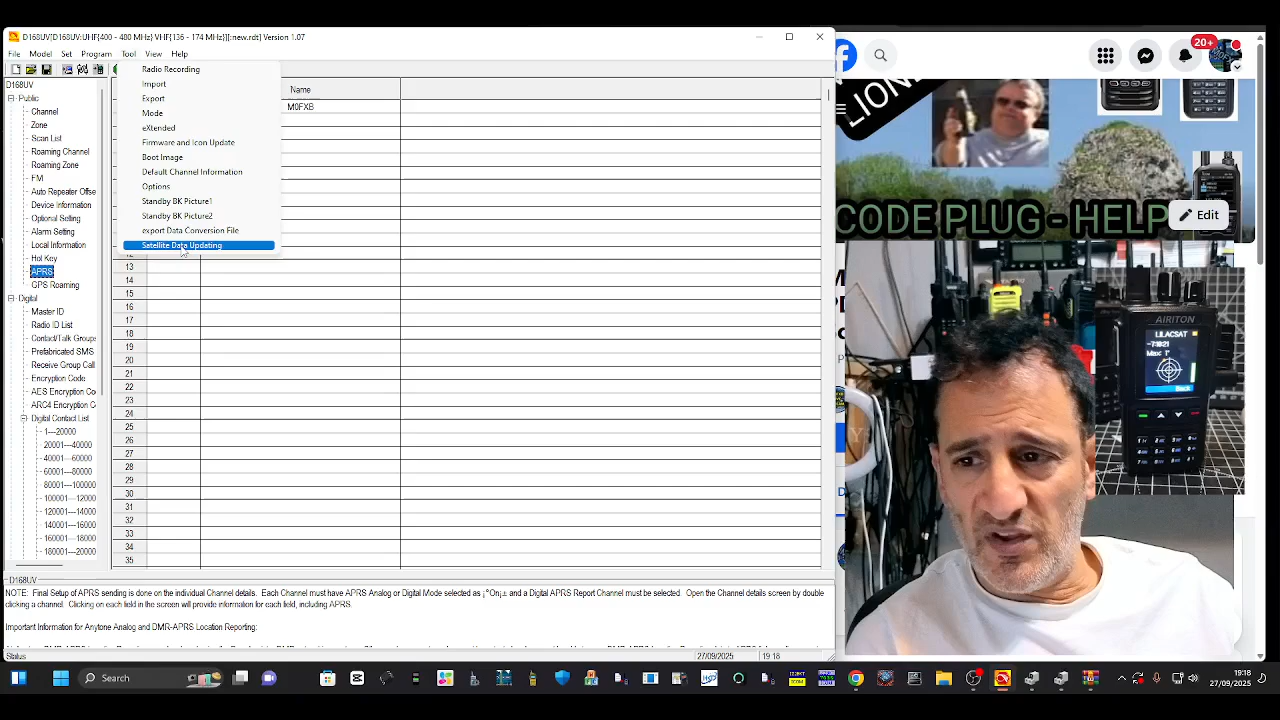 D168UV[D168UV:UHF{400 - 480 MHz} VHF{136 - 174 MHz}][:new.rdt] Version 1.07
File Model Set Program Tool View Help
D168UV
Public
Channel
Zone
Scan List
Roaming Channel
Roaming Zone
FM
Auto Repeater Offse
Device Information
Optional Setting
Alarm Setting
Local Information
Hot Key
APRS
GPS Roaming
Digital
Master ID
Radio ID List
Contact/Talk Groups
Prefabricated SMS
Receive Group Call
Encryption Code
AES Encryption Co
ARC4 Encryption C
Digital Contact List
1---20000
20001---40000
40001---60000
60001---80000
80001---100000
100001---12000
120001---14000
140001---16000
160001---18000
180001---20000
Radio Recording
Import
Export
Mode
eXtended
Firmware and Icon Update
Boot Image
Default Channel Information
Options
Standby BK Picture1
Standby BK Picture2
export Data Conversion File
Satellite Data Updating
Name
M0FXB
13
14
15
16
17
18
19
20
21
22
23
24
25
26
27
28
29
30
31
32
33
34
35
D168UV
NOTE: Final Setup of APRS sending is done on the individual Channel details. Each Channel must have APRS Analog or Digital Mode selected as ¡°On¡± and a Digital APRS Report Channel must be selected. Open the Channel details screen by double
clicking a channel. Clicking on each field in the screen will provide information for each field, including APRS.
Important Information for Anytone Analog and DMR-APRS Location Reporting:
Status
27/09/2025
19:18
20+
LION
CODE PLUG - HELP
Edit
AIRITON
LILACSAT
-7:18:21
Max: 1°
Back
Search
19:18
27/09/2025